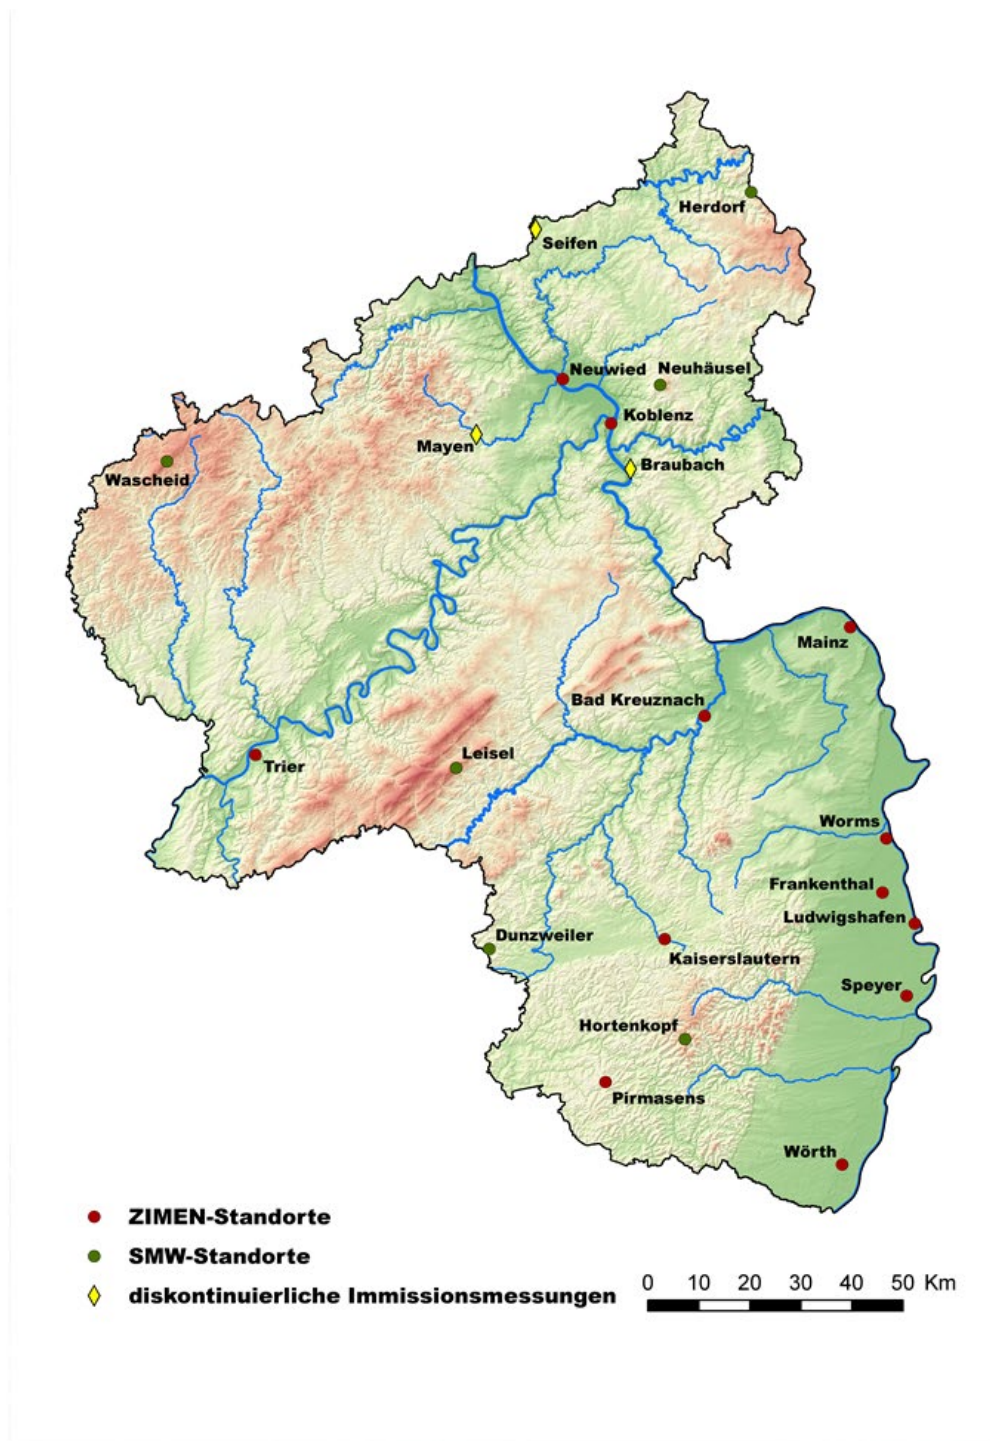 Herdorf
Seifen
Neuwied
Neuhäusel
Koblenz
Mayen
Braubach
Wascheid
Mainz
Bad Kreuznach
Leisel
Trier
Worms
Frankenthal
Ludwigshafen
Dunzweiler
Kaiserslautern
Speyer
Hortenkopf
Pirmasens
Wörth
ZIMEN-Standorte
SMW-Standorte
diskontinuierliche Immissionsmessungen
0 10 20 30 40 50 Km